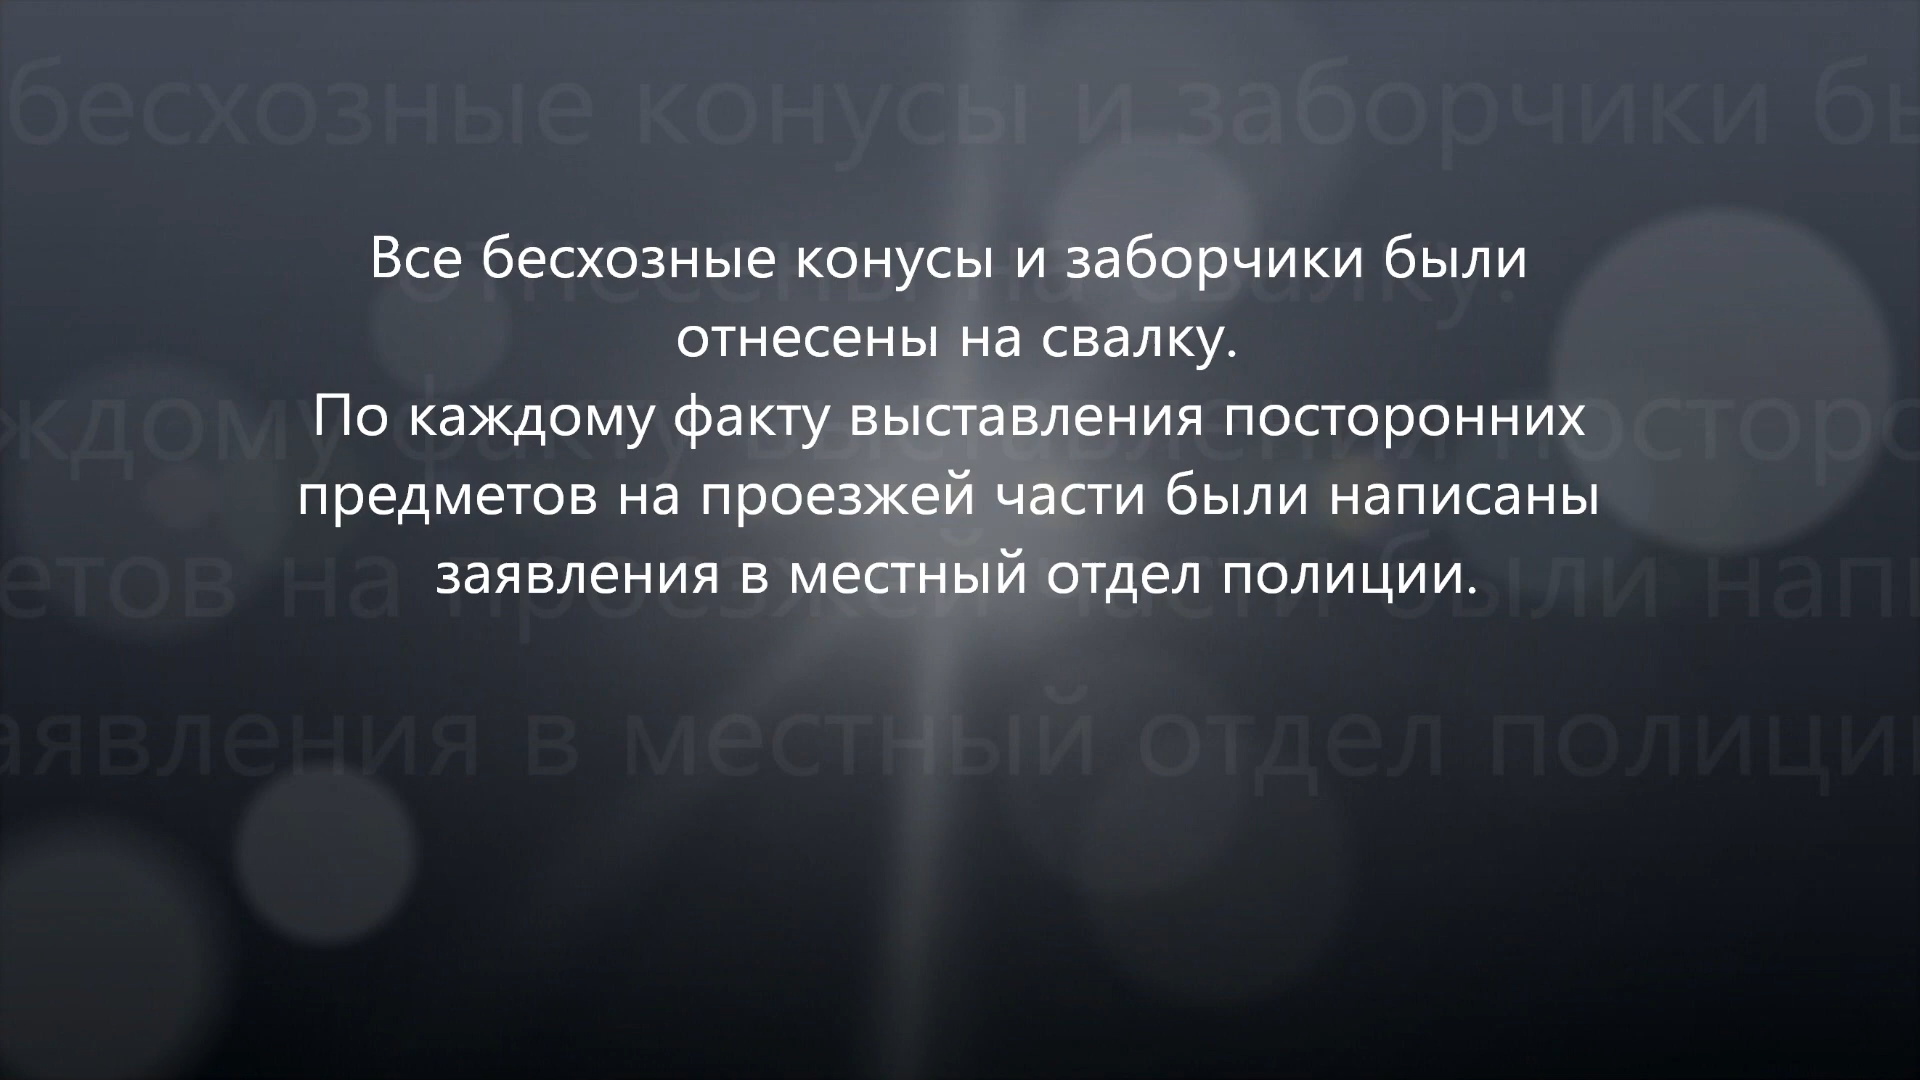 Все бесхозные конусы и заборчики были
отнесены на свалку.
По каждому факту выставления посторонних
предметов на проезжей части были написаны
заявления в местный отдел полиции.